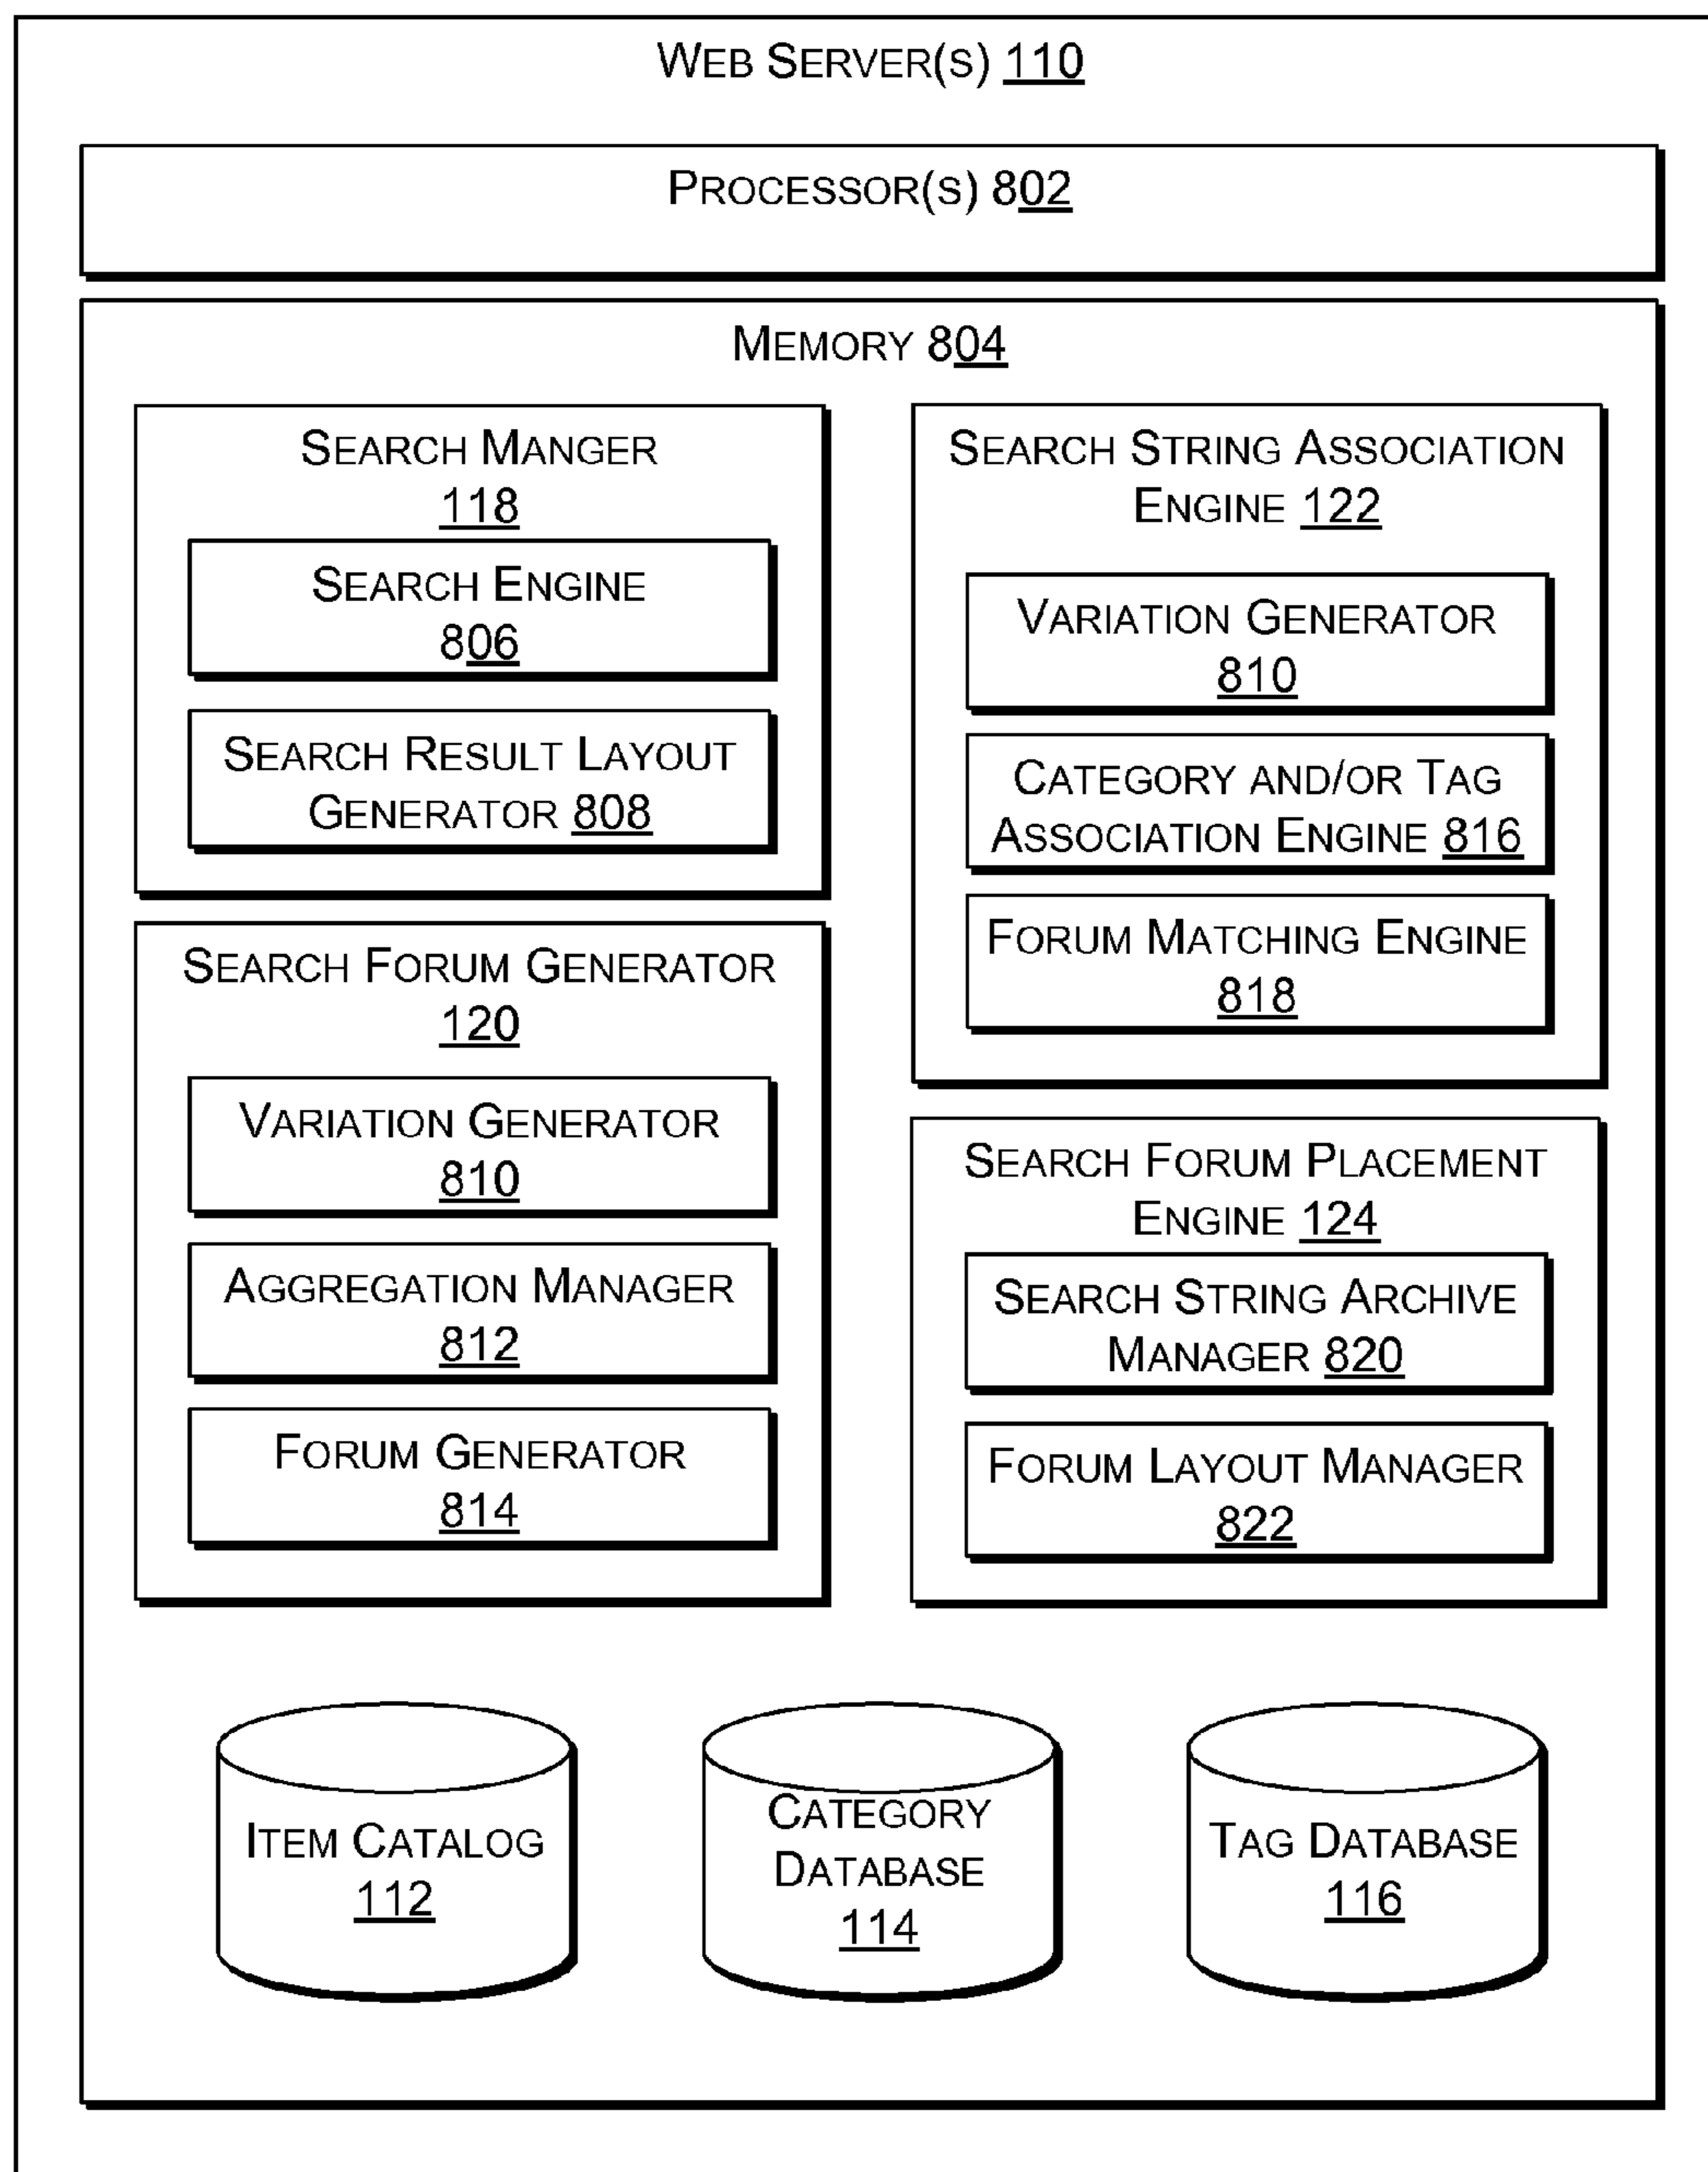 WEB SERVER(S) 110
PROCESSOR(S) 802
MEMORY 804
SEARCH MANGER
118
SEARCH ENGINE
806
SEARCH RESULT LAYOUT
GENERATOR 808
SEARCH FORUM GENERATOR
120
VARIATION GENERATOR
810
AGGREGATION MANAGER
812
FORUM GENERATOR
814
SEARCH STRING ASSOCIATION
ENGINE 122
VARIATION GENERATOR
810
CATEGORY AND/OR TAG
ASSOCIATION ENGINE 816
FORUM MATCHING ENGINE
818
SEARCH FORUM PLACEMENT
ENGINE 124
SEARCH STRING ARCHIVE
MANAGER 820
FORUM LAYOUT MANAGER
822
ITEM CATALOG
112
CATEGORY
DATABASE
114
TAG DATABASE
116